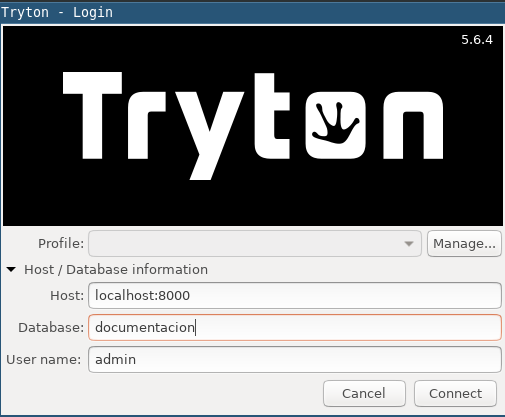 Tryton - Login
5.6.4
Tryton
Profile:
Manage...
Host / Database information
Host: localhost:8000
Database: documentacion
User name: admin
Cancel Connect